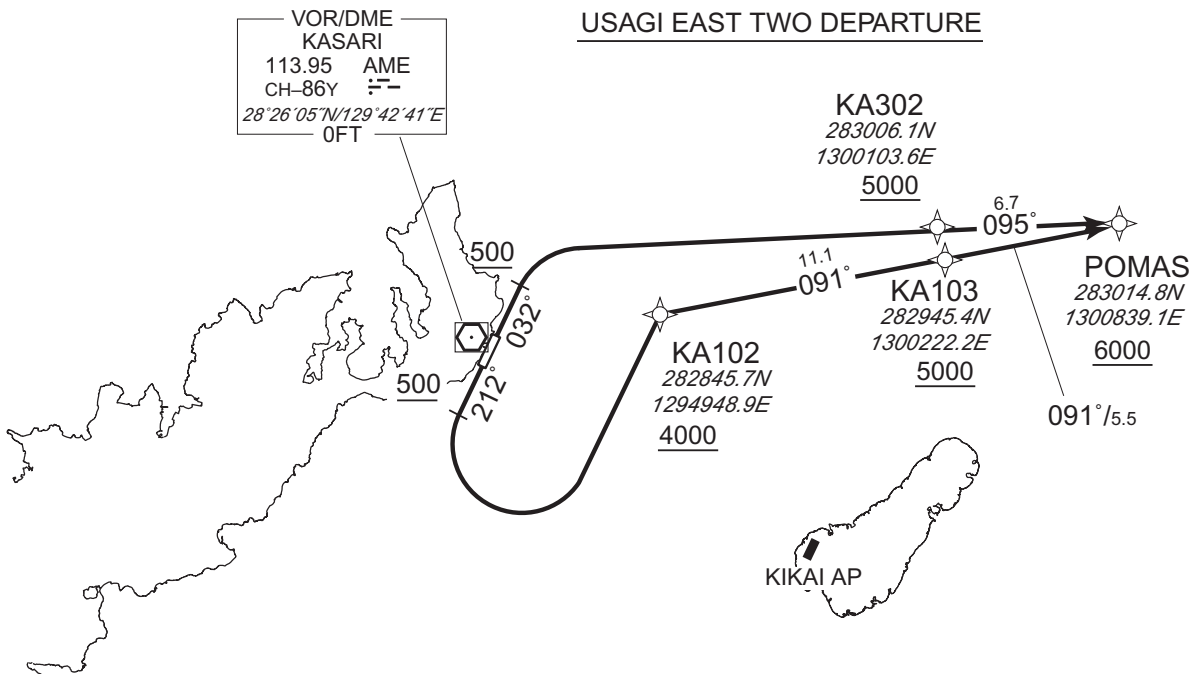 USAGI EAST TWO DEPARTURE
VOR/DME
KASARI
113.95 AME
CH–86Y
28°26´05˝N/129°42´41˝E
0FT
KA302
283006.1N
1300103.6E
5000
6.7
095°
500
11.1
091°
KA103
282945.4N
1300222.2E
5000
POMAS
283014.8N
1300839.1E
6000
032°
KA102
282845.7N
1294948.9E
4000
500
212°
091°/5.5
KIKAI AP